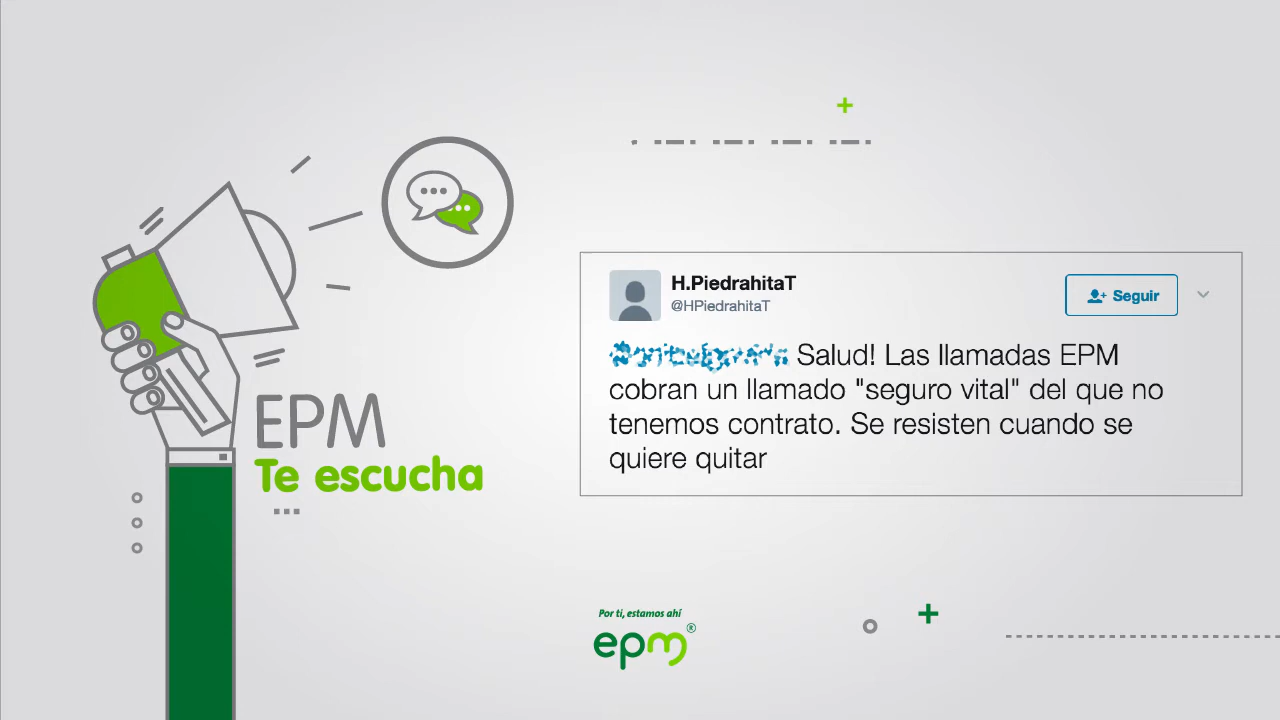 EPM
Te escucha
H.PiedrahitaT
@HPiedrahitaT
Seguir
Salud! Las llamadas EPM
cobran un llamado "seguro vital" del que no
tenemos contrato. Se resisten cuando se
quiere quitar
Por ti, estamos ahí
epm®